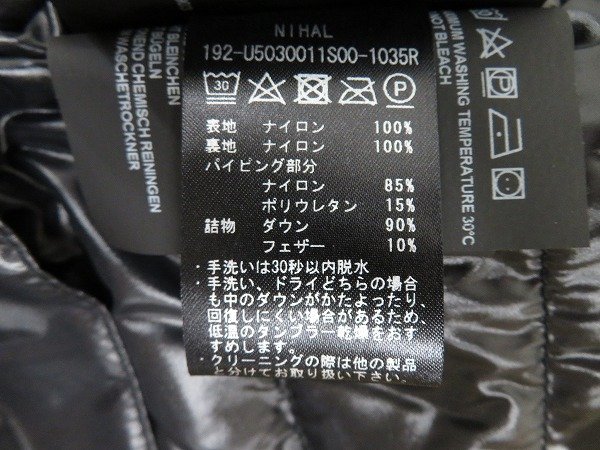 NIHAL
192-U5030011S00-1035R
30
P
表地 ナイロン 100%
裏地 ナイロン 100%
パイピング部分
ナイロン 85%
ポリウレタン 15%
詰物 ダウン 90%
フェザー 10%
・手洗いは30秒以内脱水
・手洗い、ドライどちらの場合
も中のダウンがかたよったり、
回復しにくい場合があるため、
低温のタンブラー乾燥をおす
すめします。
・クリーニングの際は他の製品
と分けてお取り扱い下さい。
BLEICHEN
BÜGELN
CHEMISCH REINIGEN
WASCHETROCKNER
WASHING TEMPERATURE 30°C
NOT BLEACH